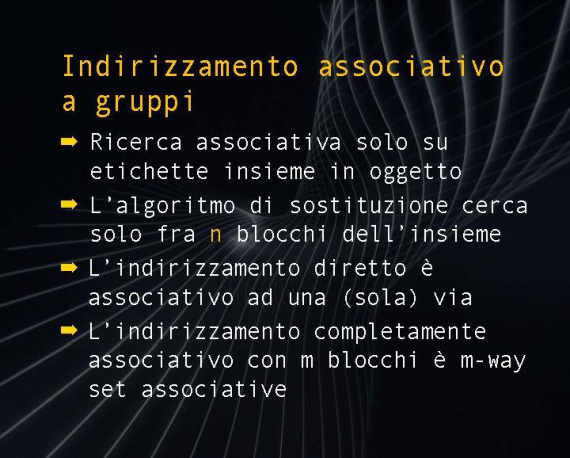 Indirizzamento associativo
a gruppi
Ricerca associativa solo su
etichette insieme in oggetto
L'algoritmo di sostituzione cerca
solo fra n blocchi dell'insieme
L'indirizzamento diretto è
associativo ad una (sola) via
L'indirizzamento completamente
associativo con m blocchi è m-way
set associative